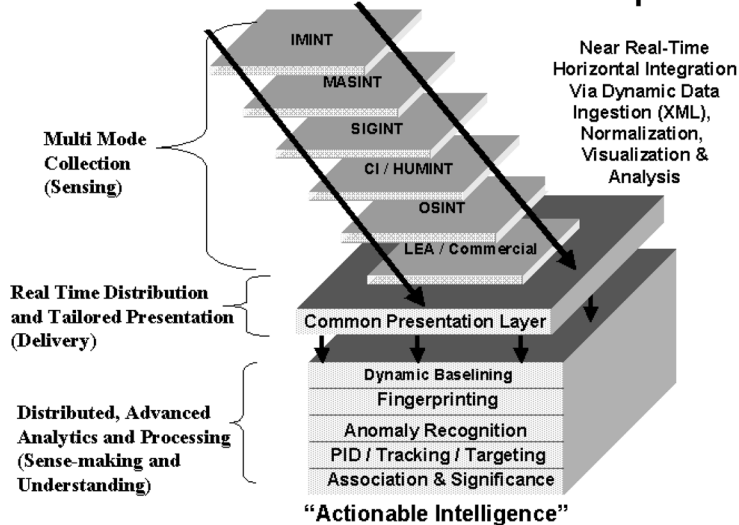 IMINT
MASINT
SIGINT
CI / HUMINT
OSINT
LEA / Commercial
Near Real-Time
Horizontal Integration
Via Dynamic Data
Ingestion (XML),
Normalization,
Visualization &
Analysis
Multi Mode
Collection
(Sensing)
Real Time Distribution
and Tailored Presentation
(Delivery)
Common Presentation Layer
Distributed, Advanced
Analytics and Processing
(Sense-making and
Understanding)
Dynamic Baselining
Fingerprinting
Anomaly Recognition
PID / Tracking / Targeting
Association & Significance
“Actionable Intelligence”